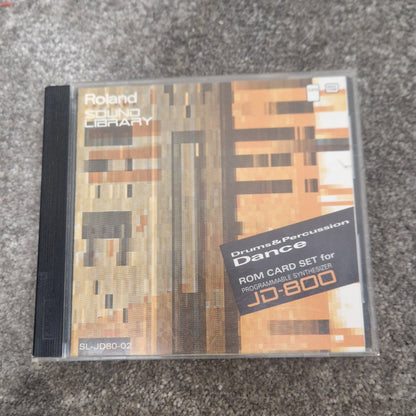 Roland
SOUND
LIBRARY
Drums&Percussion
Dance
ROM CARD SET for
PROGRAMMABLE SYNTHESIZER
JD-800
SL-JD80-02